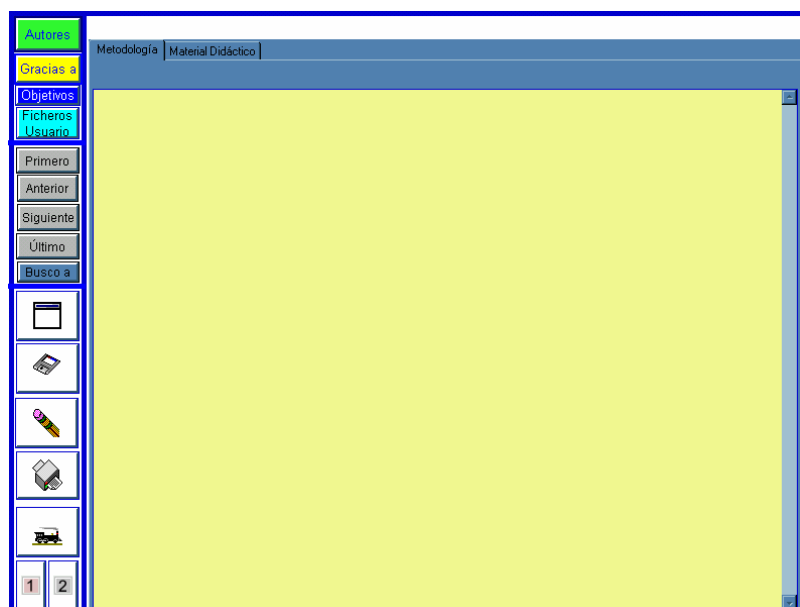 Autores
Gracias a
Objetivos
Ficheros
Usuario
Primero
Anterior
Siguiente
Último
Busco a
1 2
Metodología Material Didáctico